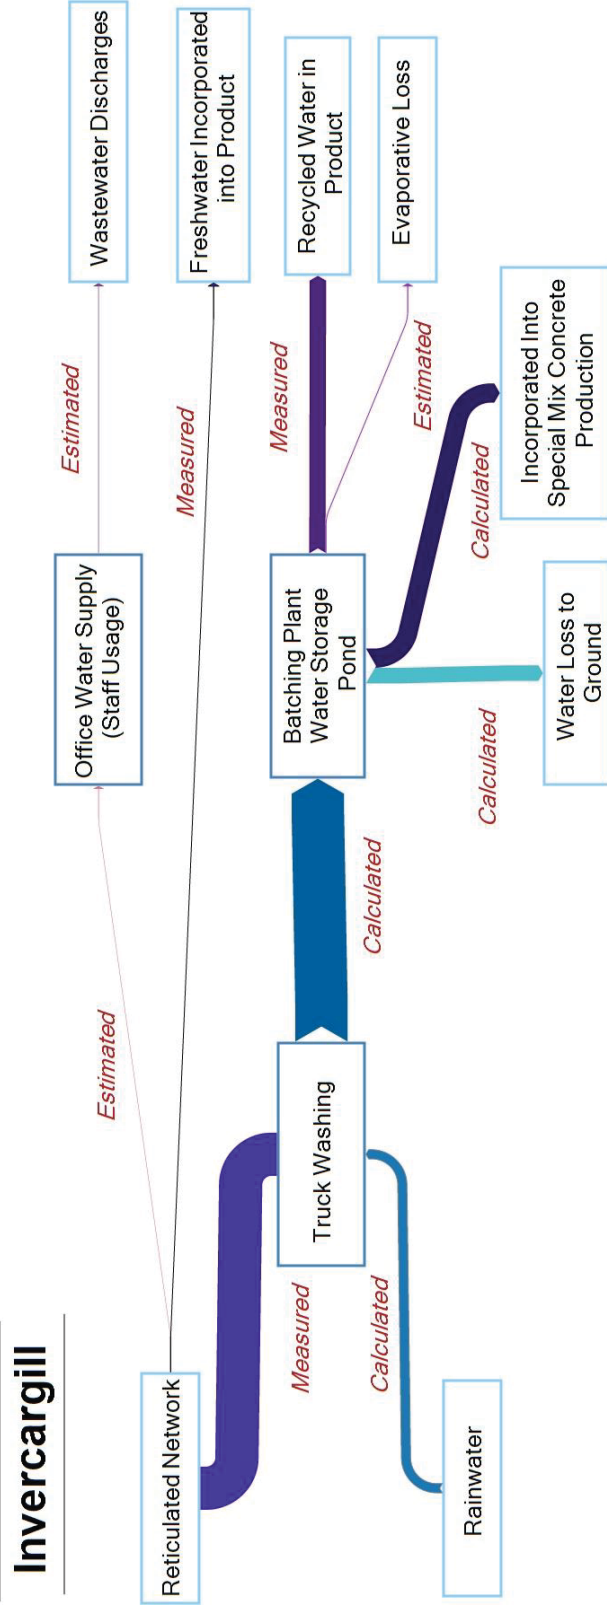 Invercargill
Reticulated Network
Rainwater
Estimated
Measured
Calculated
Truck Washing
Calculated
Office Water Supply
(Staff Usage)
Batching Plant
Water Storage
Pond
Calculated
Water Loss to
Ground
Calculated
Incorporated Into
Special Mix Concrete
Production
Estimated
Measured
Measured
Estimated
Wastewater Discharges
Freshwater Incorporated
into Product
Recycled Water in
Product
Evaporative Loss